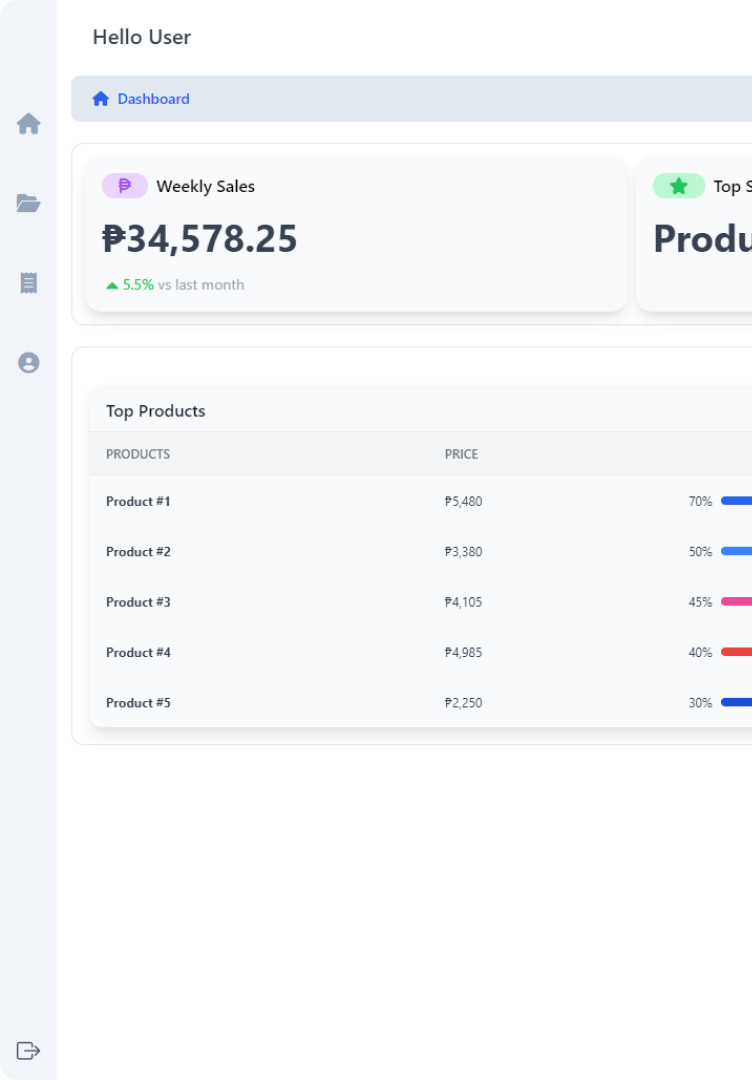 Hello User
Dashboard
₱ Weekly Sales
₱34,578.25
5.5% vs last month
Top S
Produ
Top Products
PRODUCTS PRICE
Product #1 ₱5,480 70%
Product #2 ₱3,380 50%
Product #3 ₱4,105 45%
Product #4 ₱4,985 40%
Product #5 ₱2,250 30%